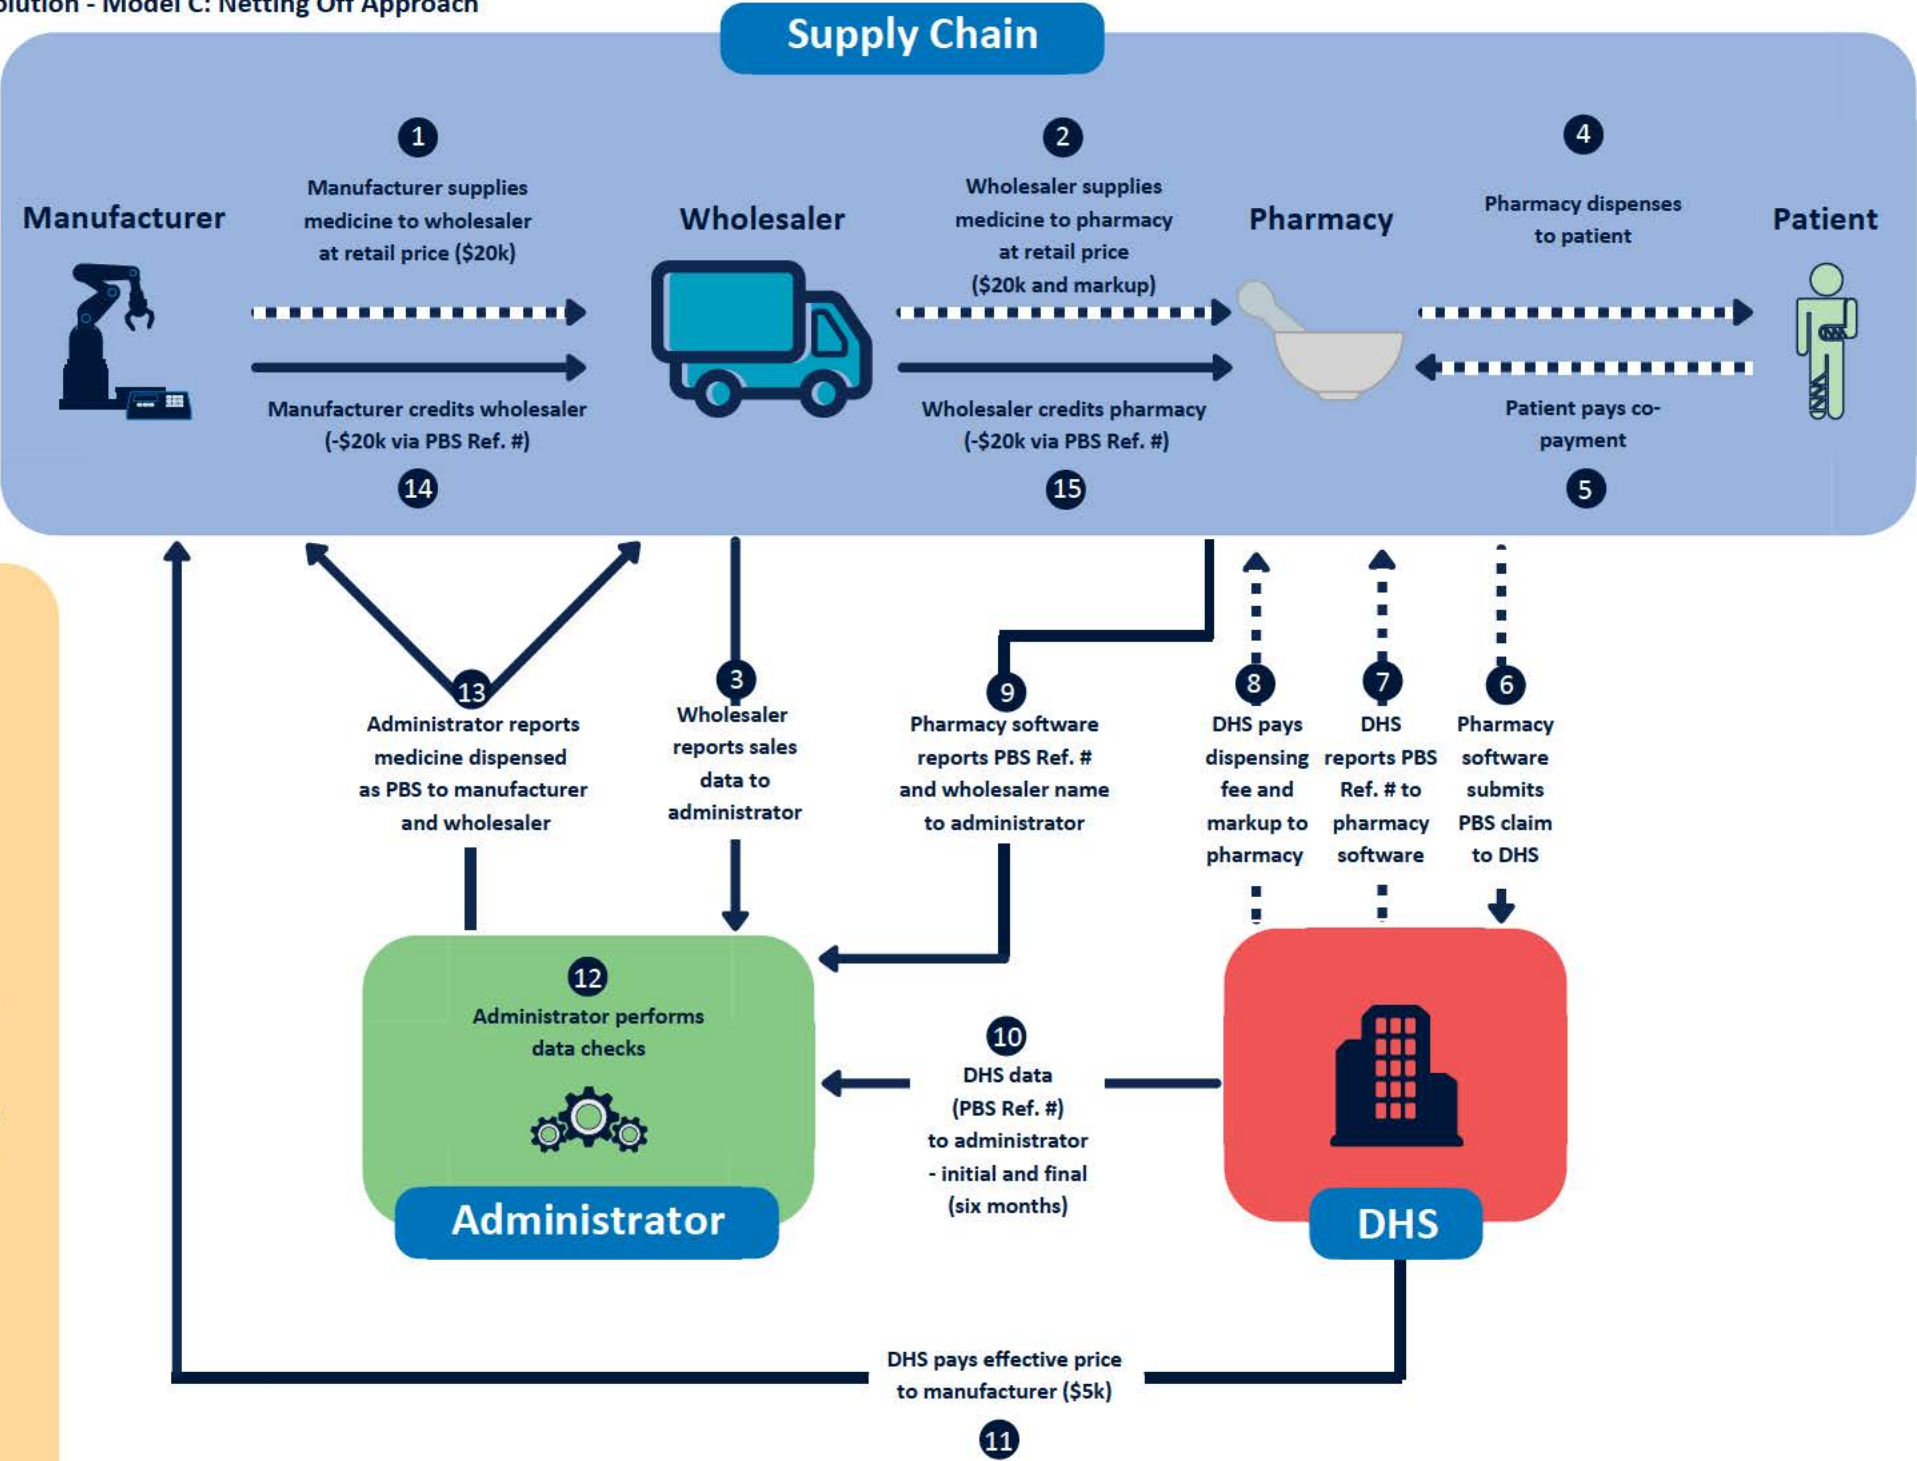 - Model C: Netting Off Approach
Supply Chain
1
Manufacturer supplies
medicine to wholesaler
at retail price ($20k)
2
Wholesaler supplies
medicine to pharmacy
at retail price
($20k and markup)
4
Pharmacy dispenses
to patient
Manufacturer
Wholesaler
Pharmacy
Patient
Manufacturer credits wholesaler
(-$20k via PBS Ref. #)
14
Wholesaler credits pharmacy
(-$20k via PBS Ref. #)
15
Patient pays co-
payment
5
13
Administrator reports
medicine dispensed
as PBS to manufacturer
and wholesaler
3
Wholesaler
reports sales
data to
administrator
9
Pharmacy software
reports PBS Ref. #
and wholesaler name
to administrator
8
DHS pays
dispensing
fee and
markup to
pharmacy
7
DHS
reports PBS
Ref. # to
pharmacy
software
6
Pharmacy
software
submits
PBS claim
to DHS
12
Administrator performs
data checks
Administrator
10
DHS data
(PBS Ref. #)
to administrator
- initial and final
(six months)
DHS
DHS pays effective price
to manufacturer ($5k)
11